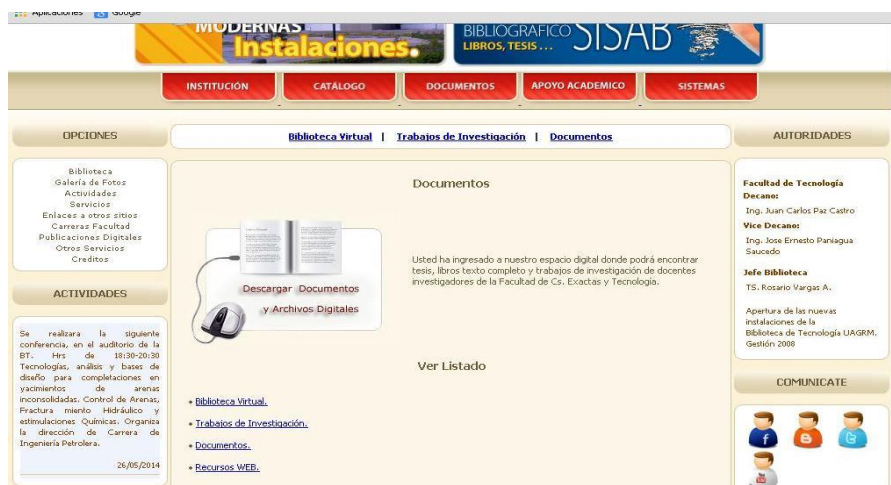 Aplicaciones Google
MODERNAS
Instalaciones.
BIBLIOGRAFICO
LIBROS, TESIS...
SISAB
INSTITUCIÓN
CATÁLOGO
DOCUMENTOS
APOYO ACADEMICO
SISTEMAS
OPCIONES
Biblioteca
Galería de Fotos
Actividades
Servicios
Enlaces a otros sitios
Carreras Facultad
Publicaciones Digitales
Otros Servicios
Creditos
ACTIVIDADES
Se realizara la siguiente
conferencia, en el auditorio de la
BT. Hrs de 18:30-20:30
Tecnologías, análisis y bases de
diseño para completaciones en
yacimientos de arenas
inconsolidadas. Control de Arenas,
Fractura miento Hidráulico y
estimulaciones Químicas. Organiza
la dirección de Carrera de
Ingeniería Petrolera.
26/05/2014
Biblioteca Virtual | Trabajos de Investigación | Documentos
Documentos
Descargar Documentos
y Archivos Digitales
Usted ha ingresado a nuestro espacio digital donde podrá encontrar
tesis, libros texto completo y trabajos de investigación de docentes
investigadores de la Facultad de Cs. Exactas y Tecnología.
Ver Listado
Biblioteca Virtual.
Trabajos de Investigación.
Documentos.
Recursos WEB.
AUTORIDADES
Facultad de Tecnología
Decano:
Ing. Juan Carlos Paz Castro
Vice Decano:
Ing. Jose Ernesto Paniagua
Saucedo
Jefe Biblioteca
TS. Rosario Vargas A.
Apertura de las nuevas
instalaciones de la
Biblioteca de Tecnología UAGRM.
Gestión 2008
COMUNICATE